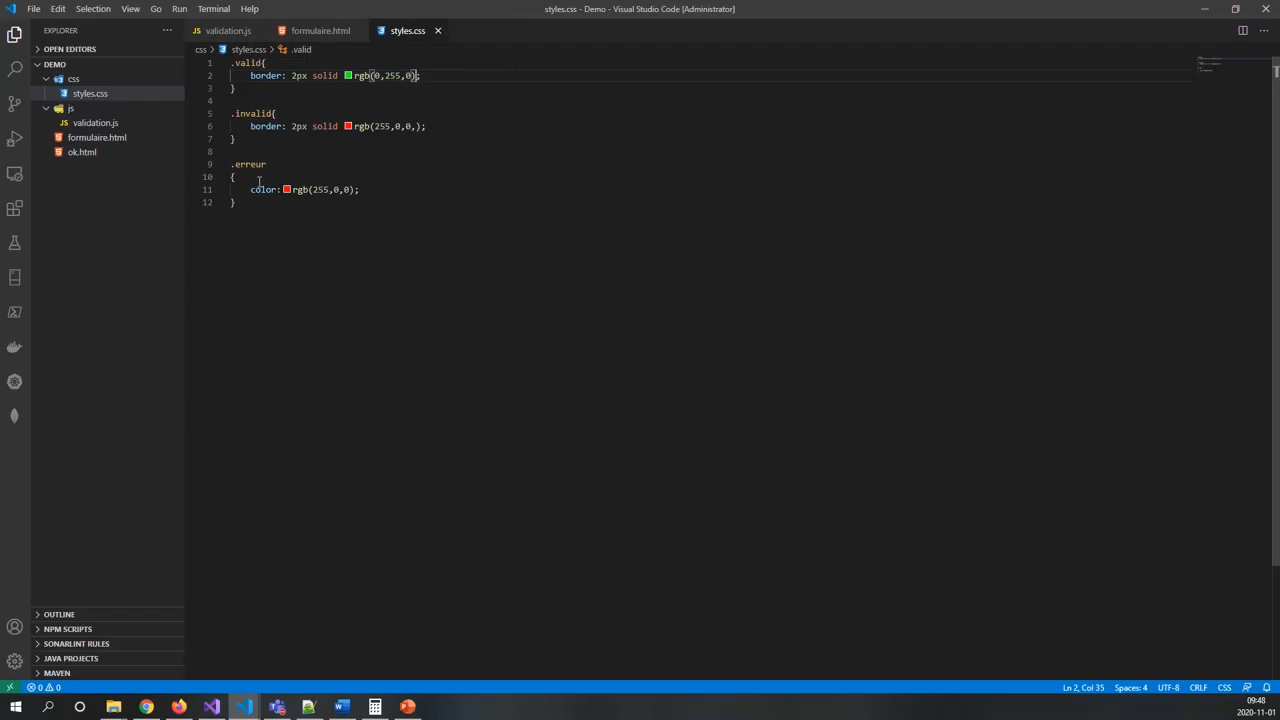 File Edit Selection View Go Run Terminal Help
styles.css - Demo - Visual Studio Code [Administrator]
EXPLORER
validation.js
formulaire.html
styles.css
OPEN EDITORS
css > styles.css > .valid
DEMO
css
styles.css
js
validation.js
formulaire.html
ok.html
1 .valid{
2 border: 2px solid rgb(0,255,0);
3 }
4
5 .invalid{
6 border: 2px solid rgb(255,0,0,);
7 }
8
9 .erreur
10 {
11 color:rgb(255,0,0);
12 }
OUTLINE
NPM SCRIPTS
SONARLINT RULES
JAVA PROJECTS
MAVEN
0 0
Ln 2, Col 35 Spaces: 4 UTF-8 CRLF CSS
09:48
2020-11-01